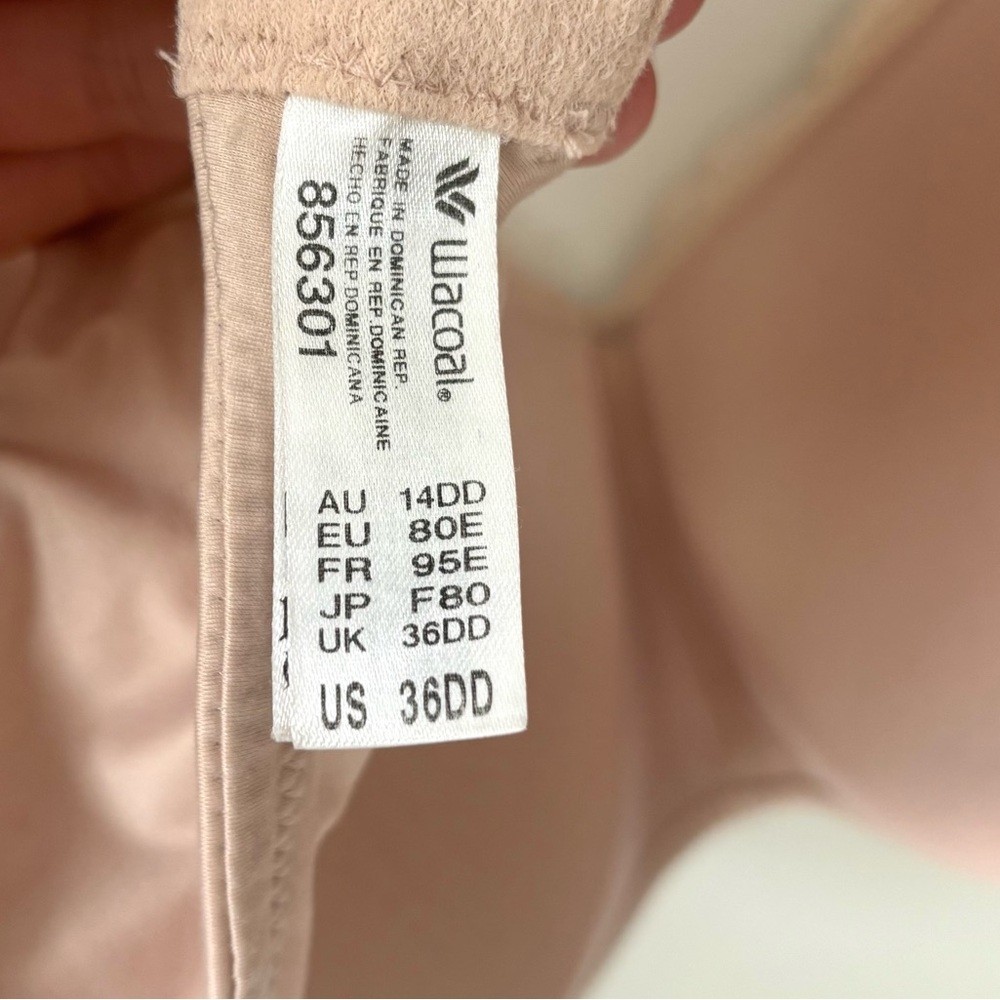 wacoal®
MADE IN DOMINICAN REP.
FABRIQUE EN REP.DOMINICAINE
HECHO EN REP DOMINICANA
856301
AU 14DD
EU 80E
FR 95E
JP F80
UK 36DD
US 36DD